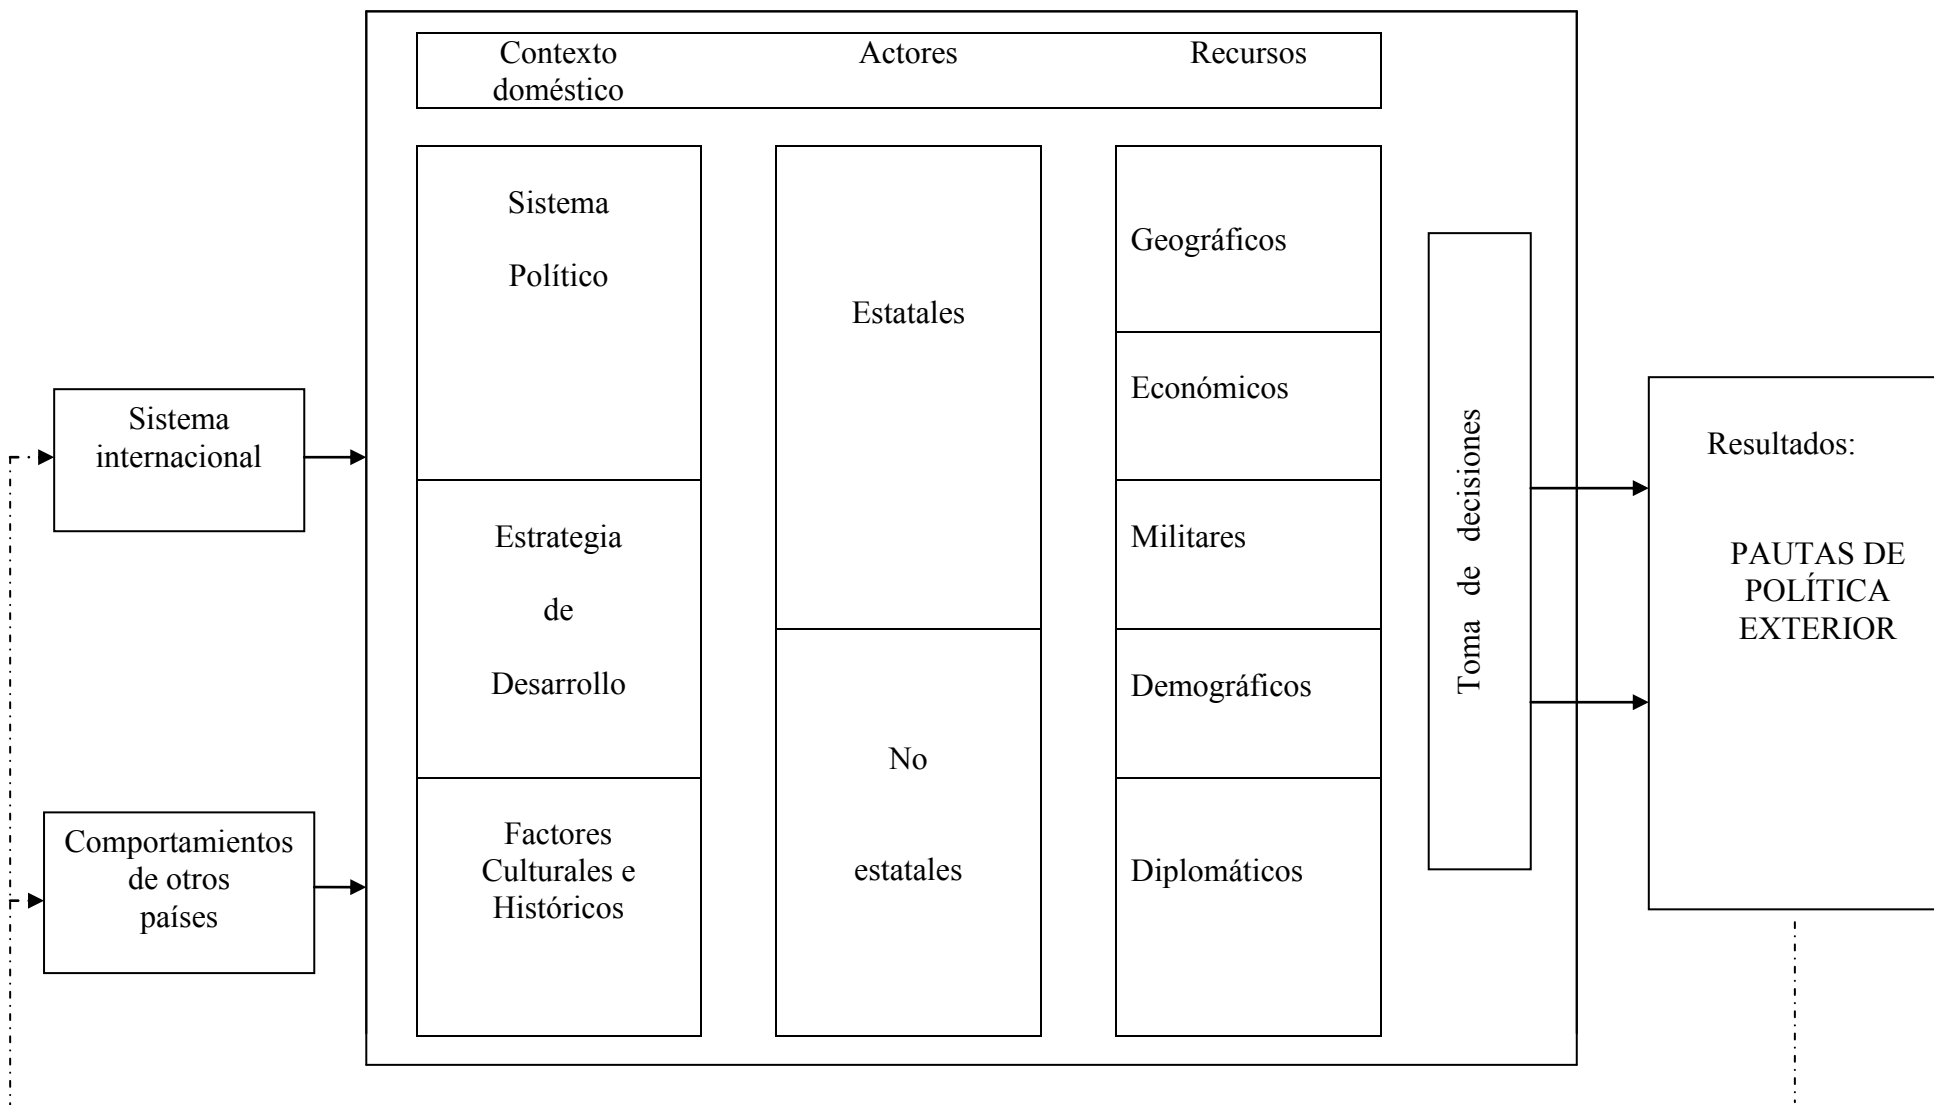 Contexto
doméstico
Actores
Recursos
Sistema
Político
Estrategia
de
Desarrollo
Factores
Culturales e
Históricos
Estatales
No
estatales
Geográficos
Económicos
Militares
Demográficos
Diplomáticos
Toma de decisiones
Sistema
internacional
Comportamientos
de otros
países
Resultados:
PAUTAS DE
POLÍTICA
EXTERIOR